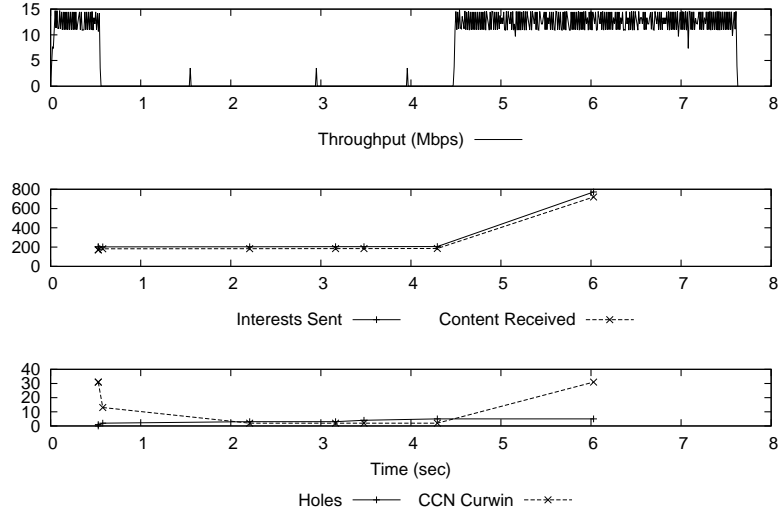 15
10
5
0
0 1 2 3 4 5 6 7 8
Throughput (Mbps)
800
600
400
200
0
0 1 2 3 4 5 6 7 8
Interests Sent Content Received
40
30
20
10
0
0 1 2 3 4 5 6 7 8
Time (sec)
Holes CCN Curwin